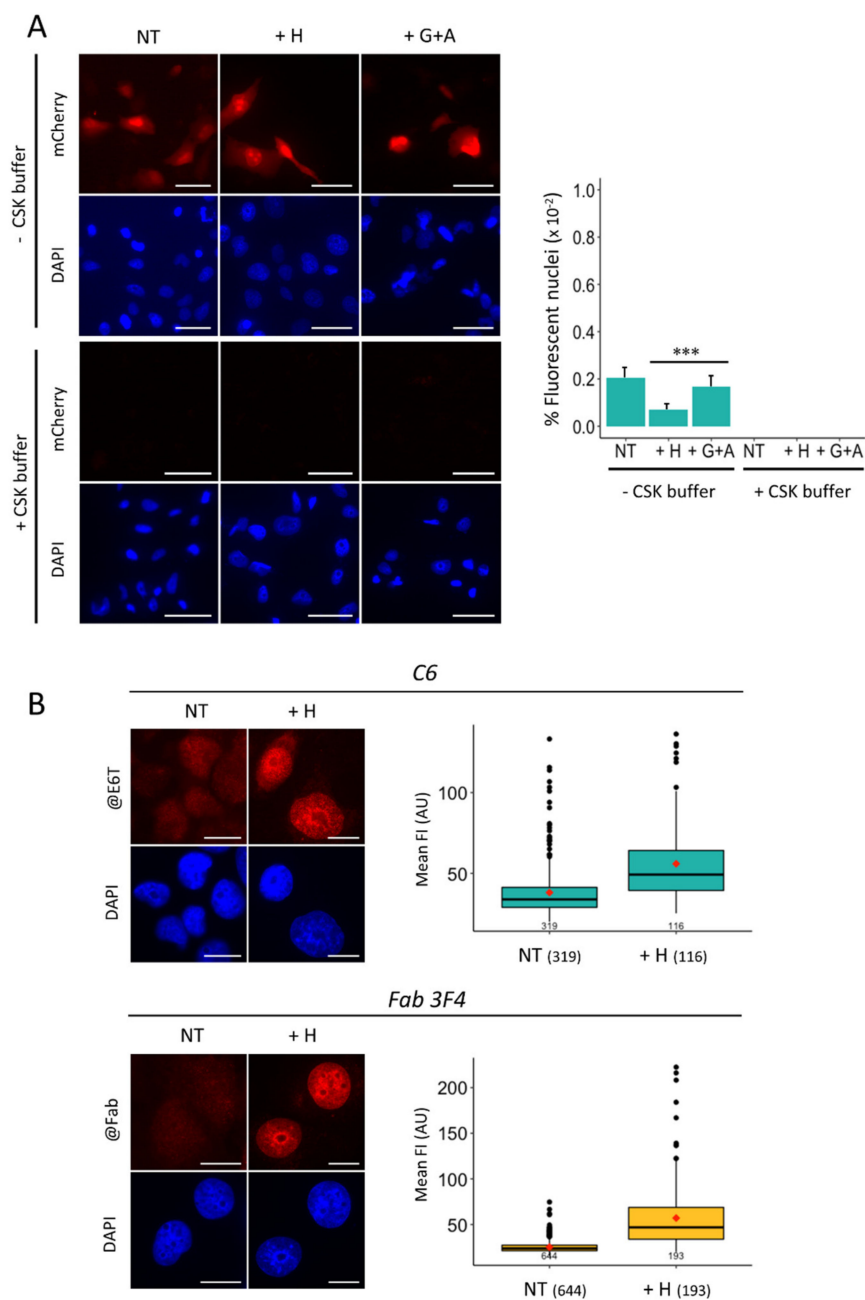 A
NT
+ H
+ G+A
- CSK buffer
mCherry
DAPI
+ CSK buffer
mCherry
DAPI
% Fluorescent nuclei (x 10-2)
1.0
0.8
0.6
0.4
0.2
0.0
***
NT + H + G+A NT + H + G+A
- CSK buffer + CSK buffer
B
C6
NT
+ H
@E6T
DAPI
Mean FI (AU)
100
50
319
116
NT (319)
+ H (116)
Fab 3F4
NT
+ H
@Fab
DAPI
Mean FI (AU)
200
150
100
50
644
193
NT (644)
+ H (193)